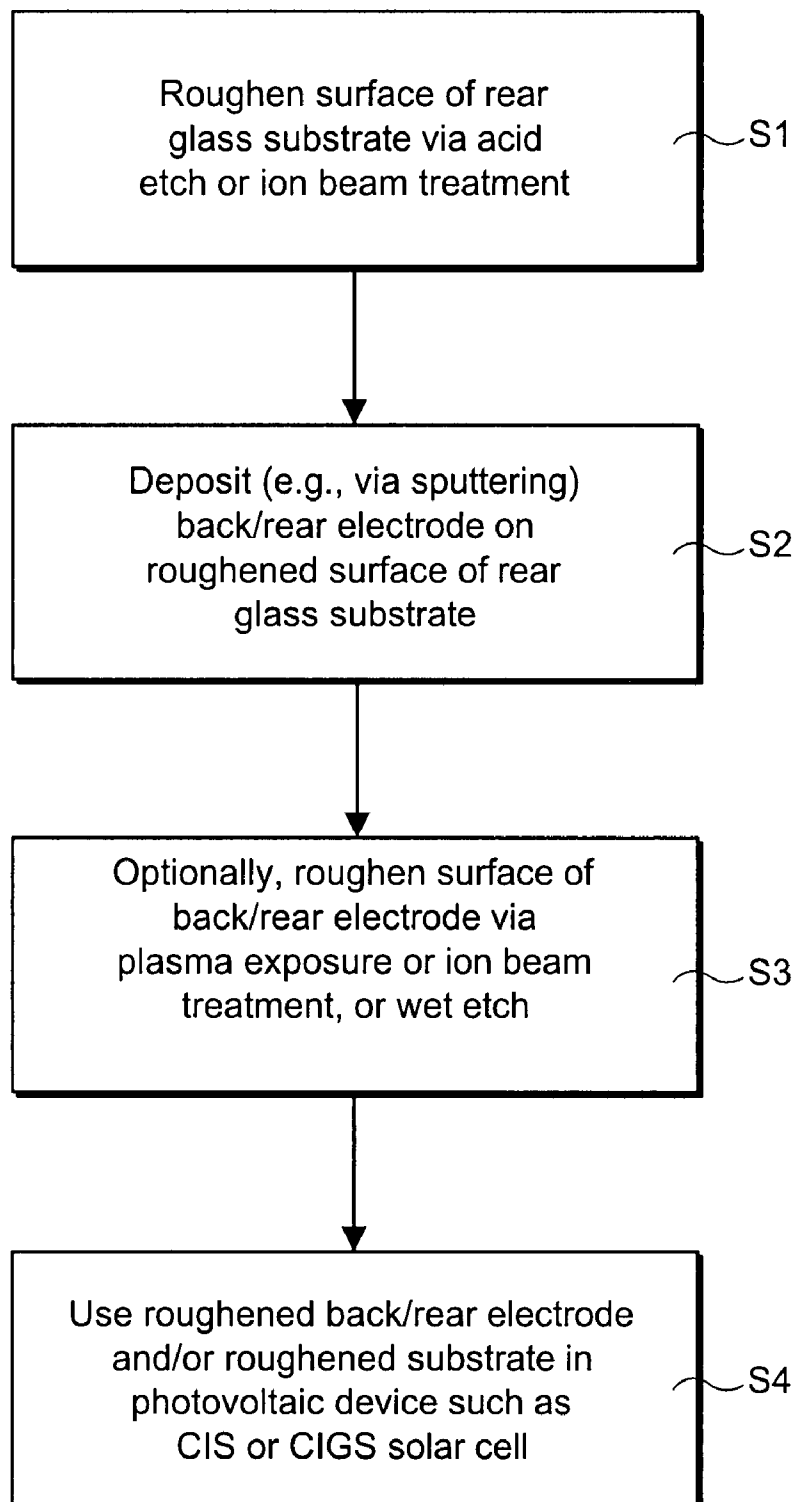 Roughen surface of rear
glass substrate via acid
etch or ion beam treatment
S1
Deposit (e.g., via sputtering)
back/rear electrode on
roughened surface of rear
glass substrate
S2
Optionally, roughen surface of
back/rear electrode via
plasma exposure or ion beam
treatment, or wet etch
S3
Use roughened back/rear electrode
and/or roughened substrate in
photovoltaic device such as
CIS or CIGS solar cell
S4